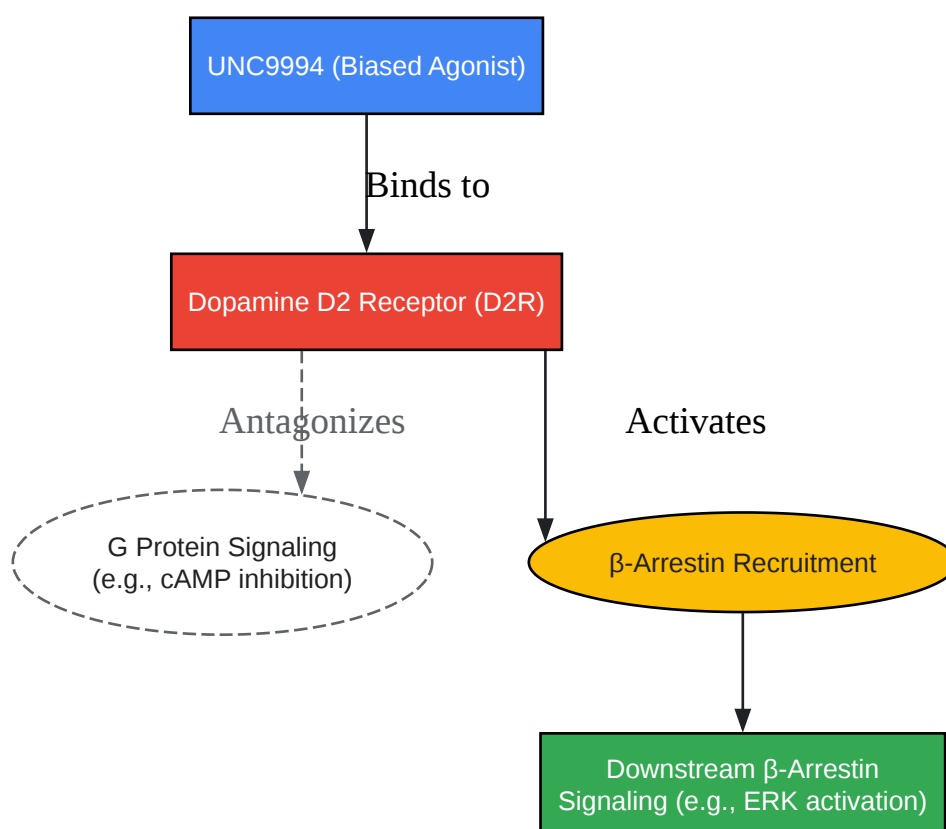 UNC9994 (Biased Agonist)
Binds to
Dopamine D2 Receptor (D2R)
Antagonizes
Activates
G Protein Signaling
(e.g., cAMP inhibition)
β-Arrestin Recruitment
Downstream β-Arrestin
Signaling (e.g., ERK activation)